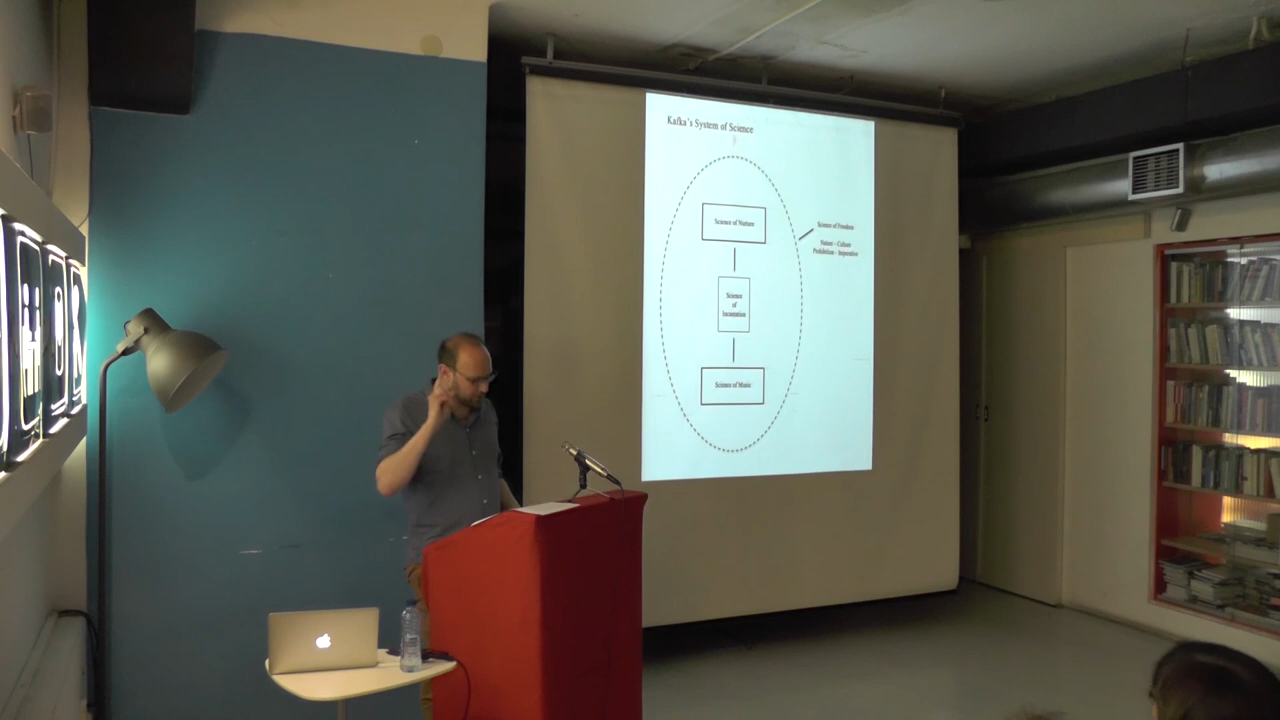 Kafka's System of Science
Science of Nurture
Science of Freedom
Nature – Culture
Prohibition – Imperative
Science
of
Incantation
Science of Music